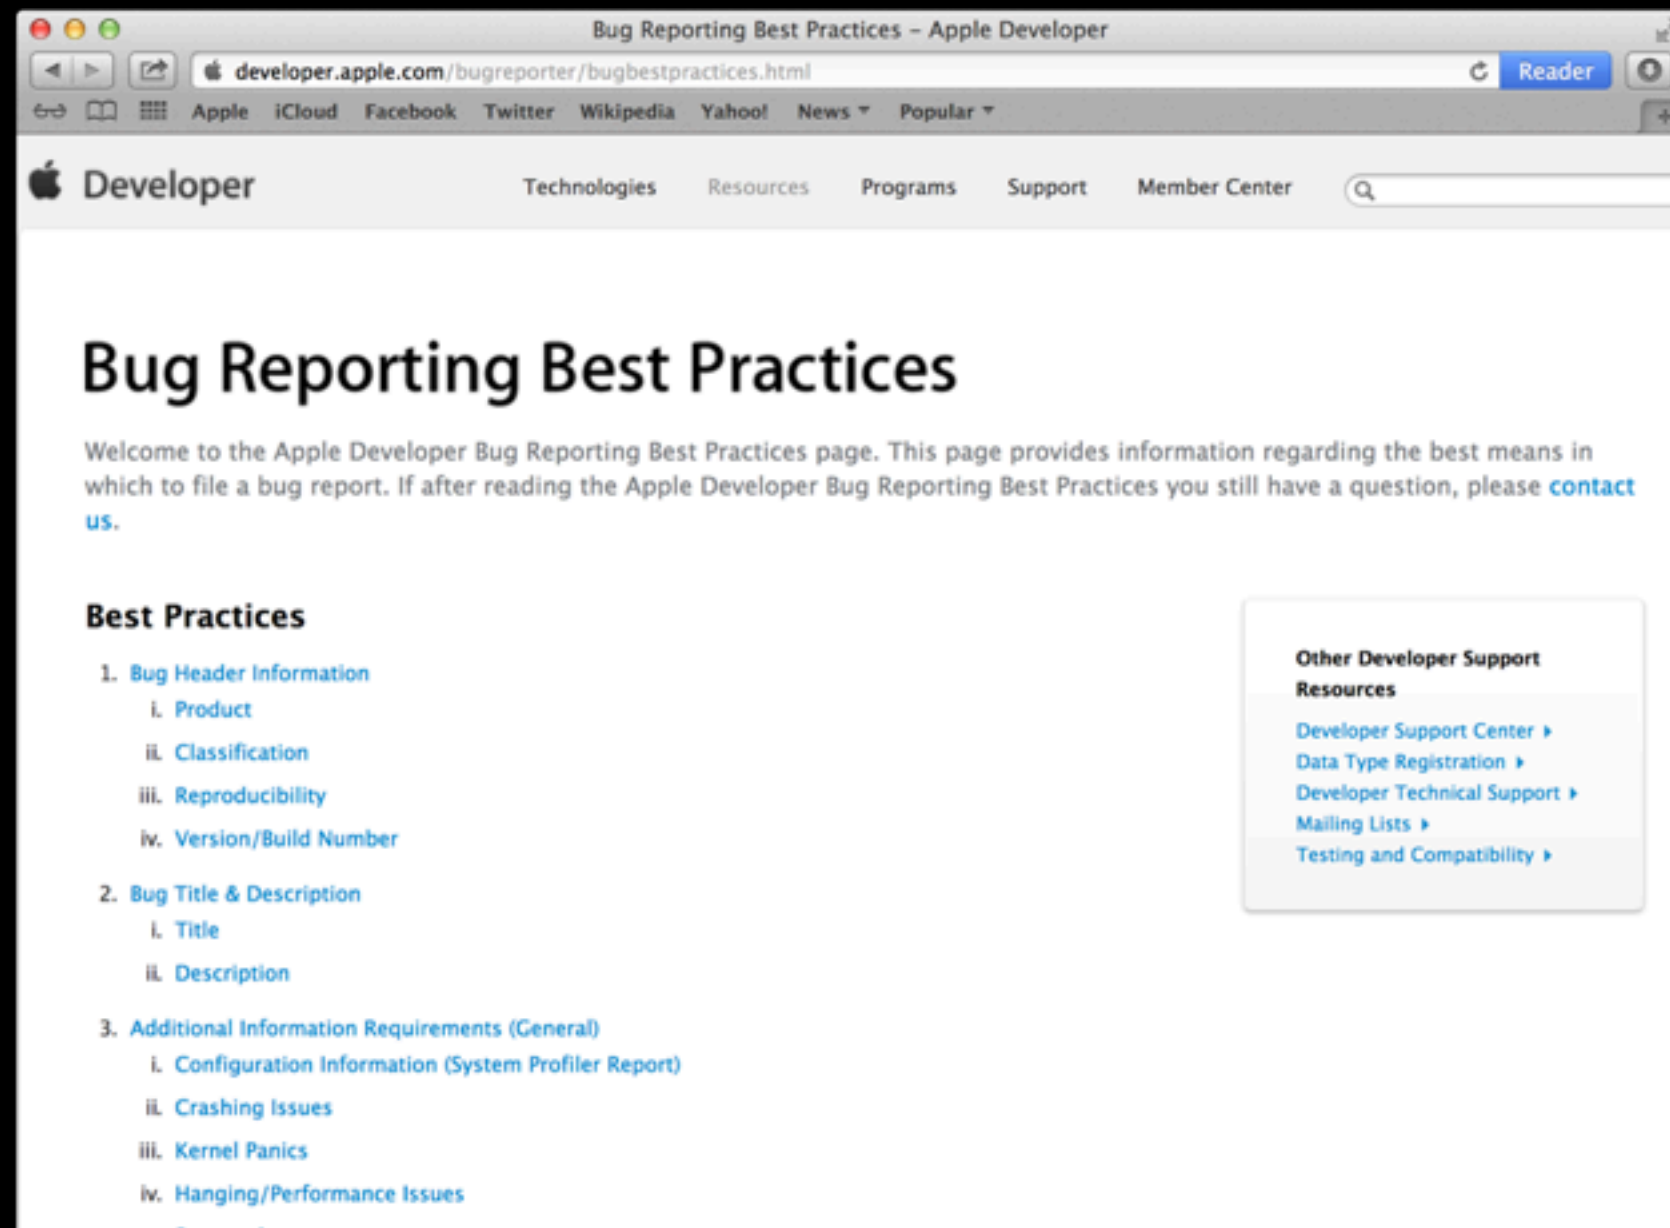 Bug Reporting Best Practices – Apple Developer
developer.apple.com/bugreporter/bugbestpractices.html
Reader
Apple iCloud Facebook Twitter Wikipedia Yahoo! News Popular
Developer
Technologies Resources Programs Support Member Center
Bug Reporting Best Practices
Welcome to the Apple Developer Bug Reporting Best Practices page. This page provides information regarding the best means in
which to file a bug report. If after reading the Apple Developer Bug Reporting Best Practices you still have a question, please contact
us.
Best Practices
1. Bug Header Information
i. Product
ii. Classification
iii. Reproducibility
iv. Version/Build Number
2. Bug Title & Description
i. Title
ii. Description
3. Additional Information Requirements (General)
i. Configuration Information (System Profiler Report)
ii. Crashing Issues
iii. Kernel Panics
iv. Hanging/Performance Issues
Other Developer Support
Resources
Developer Support Center
Data Type Registration
Developer Technical Support
Mailing Lists
Testing and Compatibility